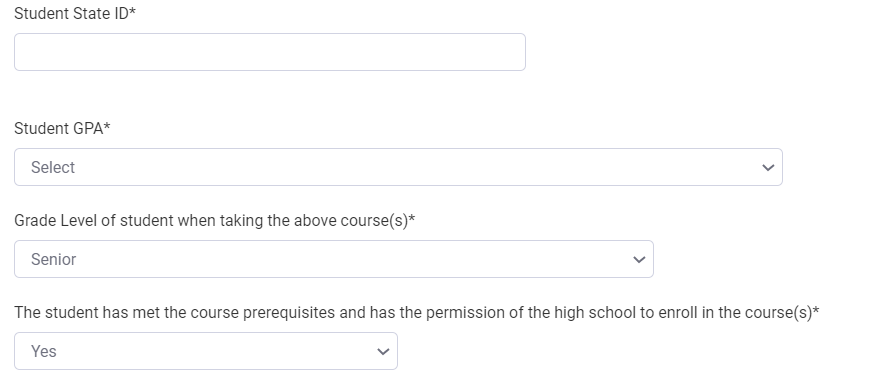 Student State ID*
Student GPA*
Select
Grade Level of student when taking the above course(s)*
Senior
The student has met the course prerequisites and has the permission of the high school to enroll in the course(s)*
Yes